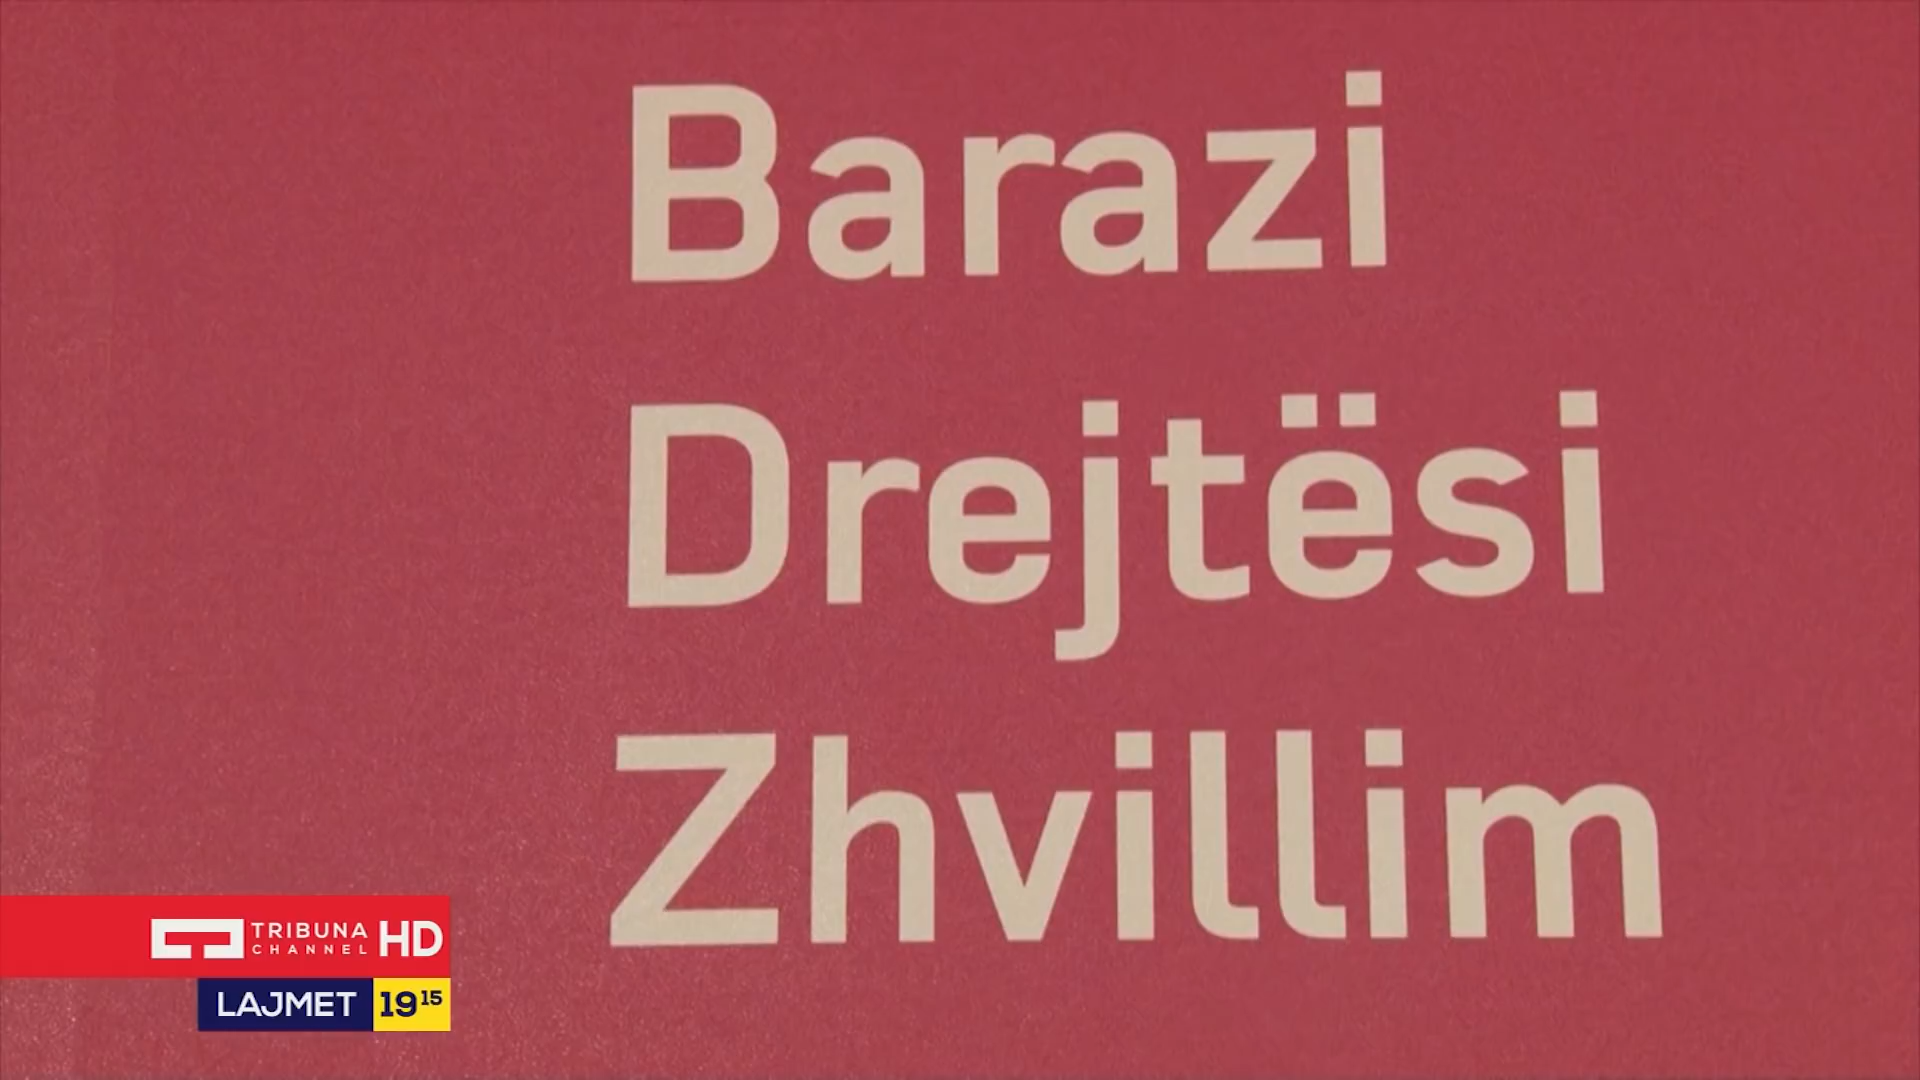 Barazi
Drejtësi
Zhvillim
TRIBUNA
CHANNEL
HD
LAJMET 19 15